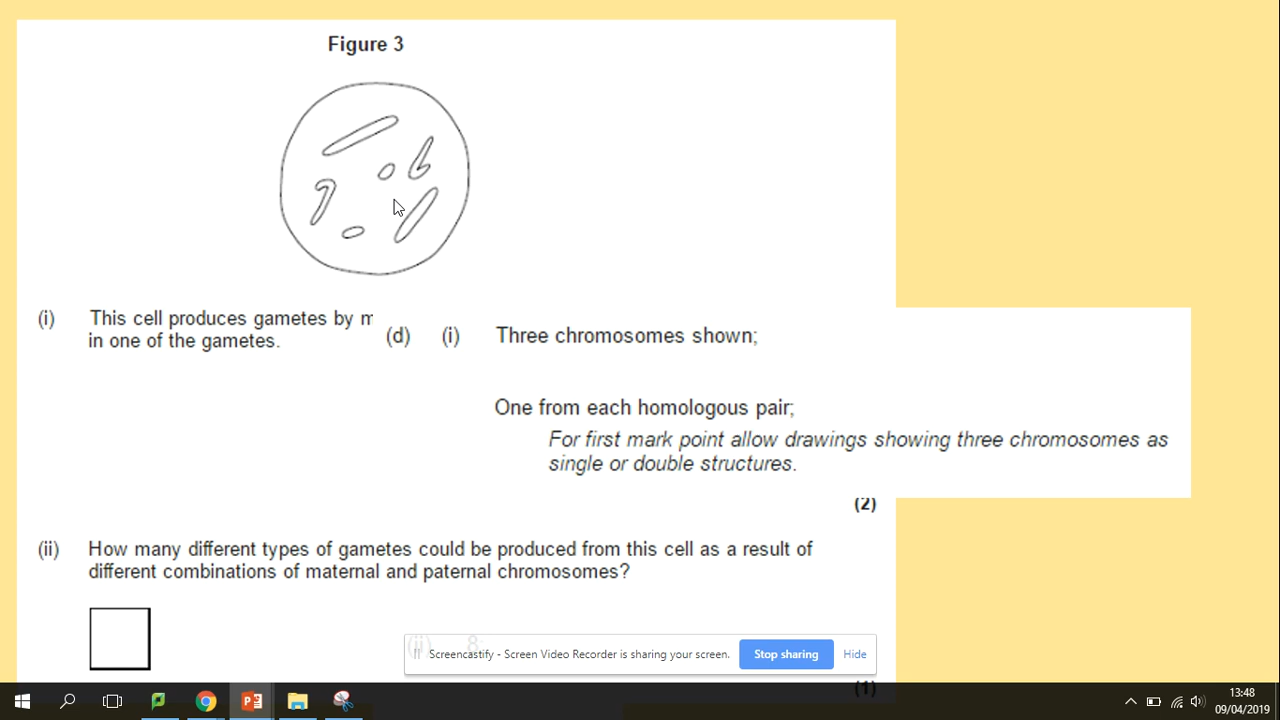 Figure 3
(i) This cell produces gametes by m
in one of the gametes.
(d) (i) Three chromosomes shown;
One from each homologous pair;
For first mark point allow drawings showing three chromosomes as
single or double structures.
(2)
(ii) How many different types of gametes could be produced from this cell as a result of
different combinations of maternal and paternal chromosomes?
(ii) 8;
Screencastify - Screen Video Recorder is sharing your screen. Stop sharing Hide
(1)
13:48
09/04/2019